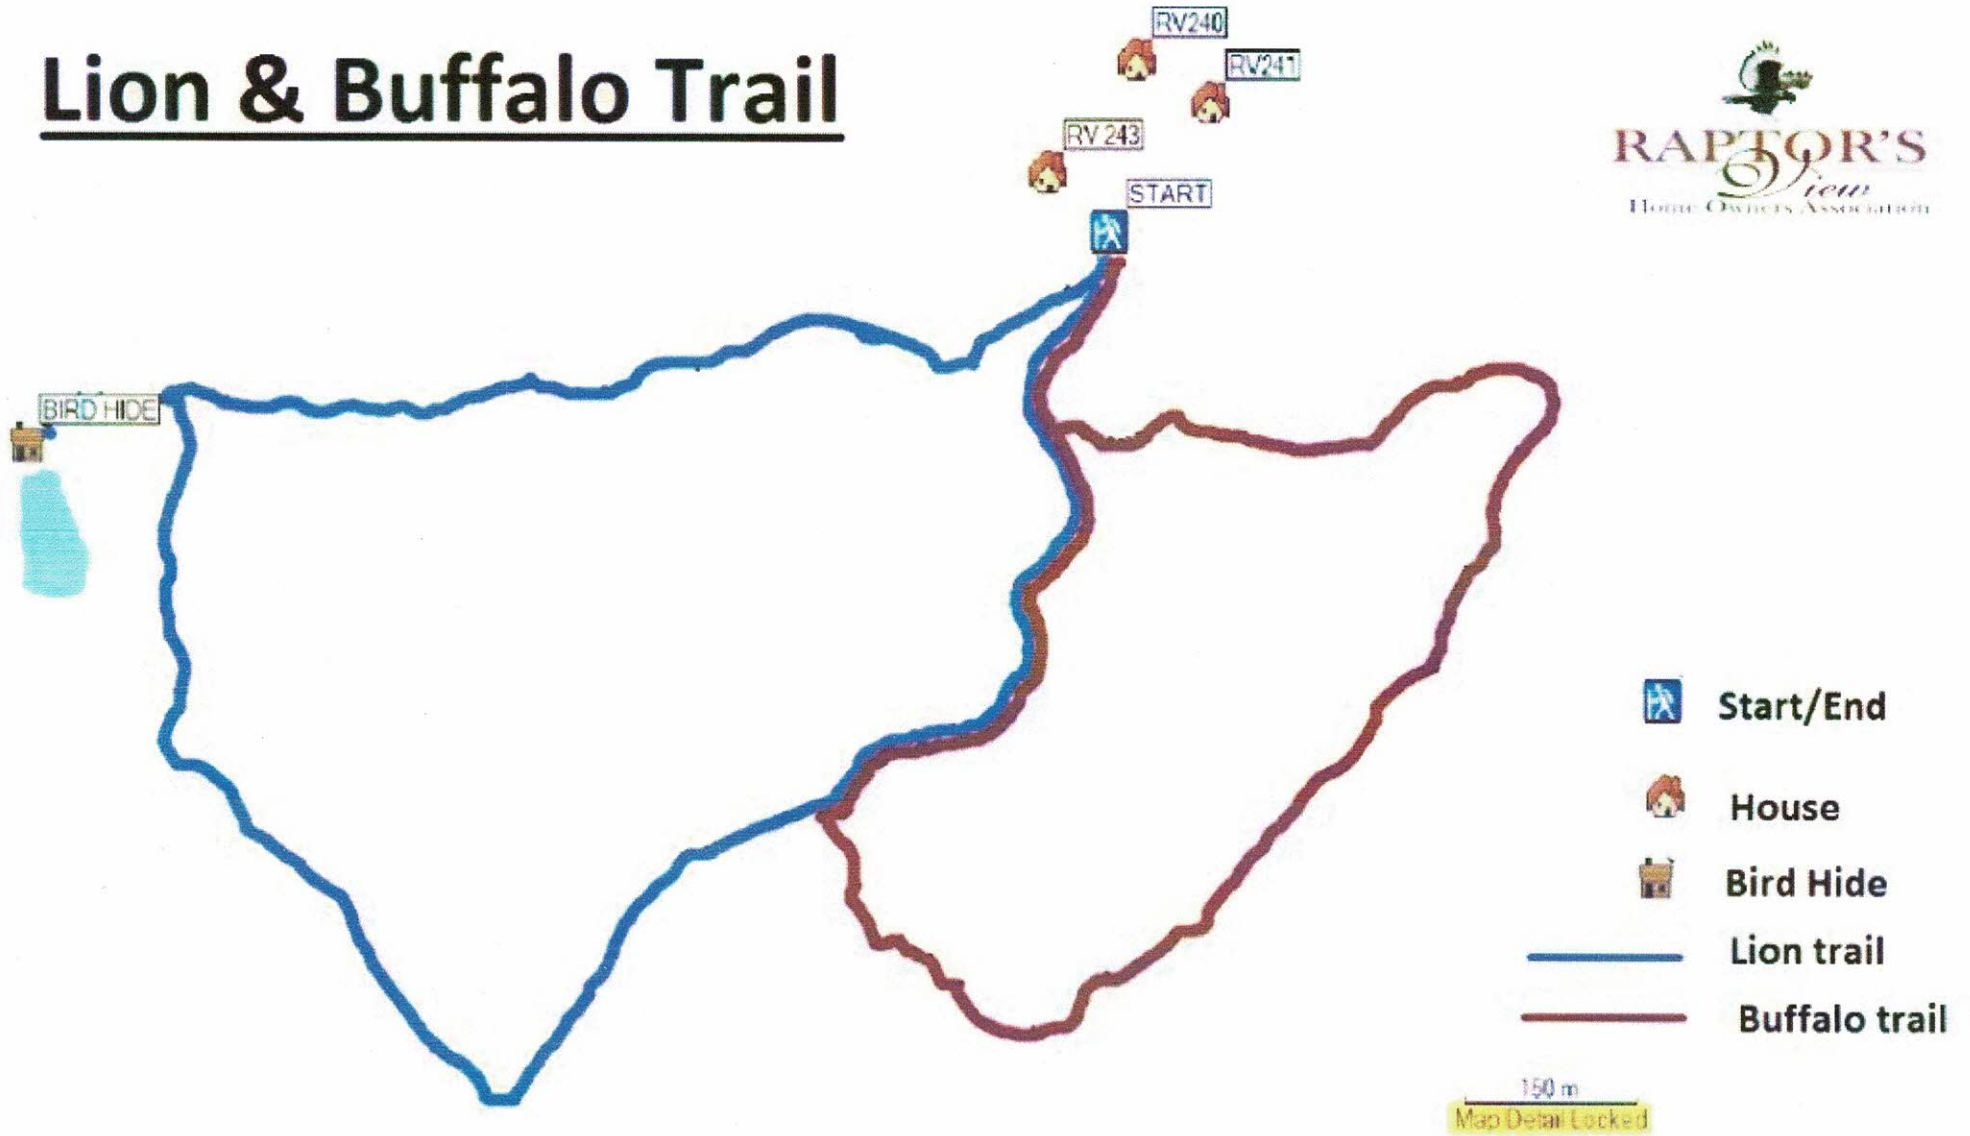 Lion & Buffalo Trail
RV240
RV241
RV 243
START
RAPTOR'S
View
Home Owners Association
BIRD HIDE
Start/End
House
Bird Hide
Lion trail
Buffalo trail
150 m
Map Detail Locked